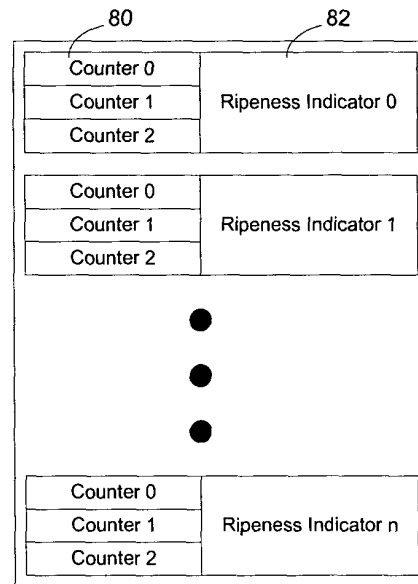 80 82
Counter 0
Counter 1
Counter 2
Ripeness Indicator 0
Counter 0
Counter 1
Counter 2
Ripeness Indicator 1
Counter 0
Counter 1
Counter 2
Ripeness Indicator n